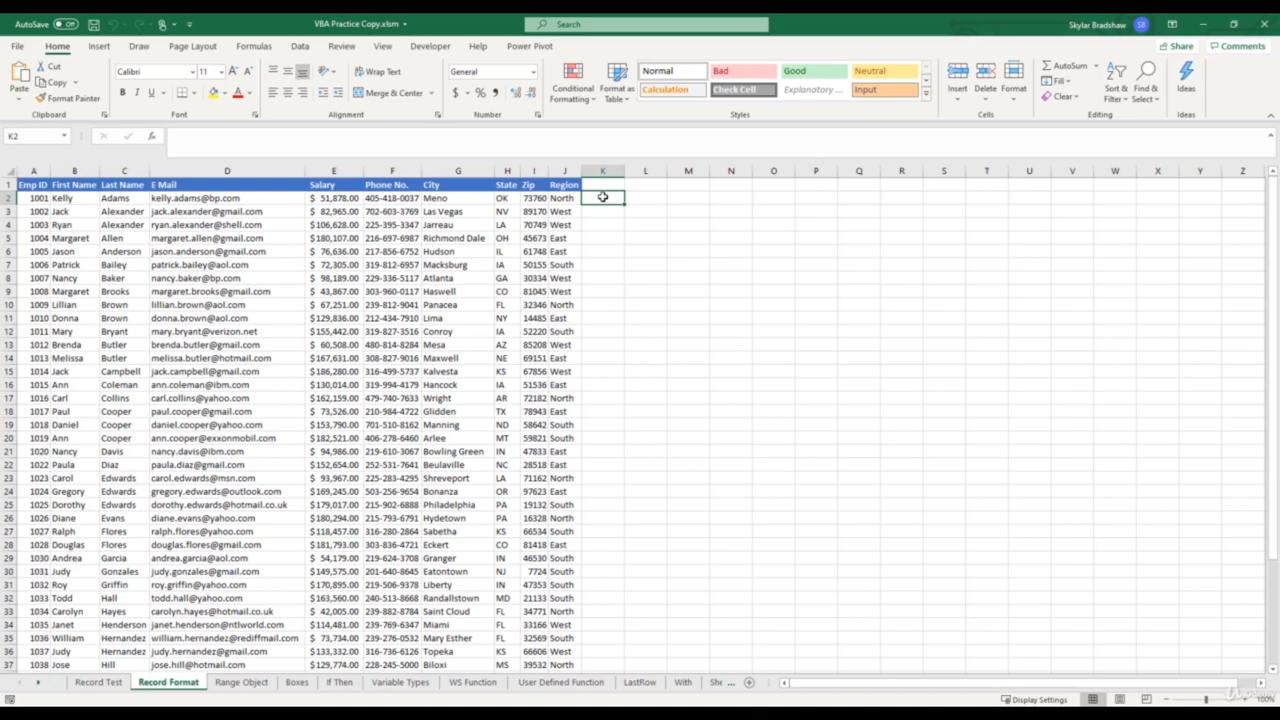 AutoSave Off VBA Practice Copy.xlsm Search Skylar Bradshaw SB
File Home Insert Draw Page Layout Formulas Data Review View Developer Help Power Pivot Share Comments
Paste Cut Copy Format Painter Clipboard
Calibri 11 B I U Font
Wrap Text Merge & Center Alignment
General $ % Number
Conditional Formatting Format as Table Normal Bad Good Neutral Calculation Check Cell Explanatory ... Input Styles
Insert Delete Format Cells
AutoSum Fill Clear Sort & Filter Find & Select Editing
Ideas Ideas
K2 fx
A B C D E F G H I J K L M N O P Q R S T U V W X Y Z
1 Emp ID First Name Last Name E Mail Salary Phone No. City State Zip Region
2 1001 Kelly Adams kelly.adams@bp.com $ 51,878.00 405-418-0037 Meno OK 73760 North
3 1002 Jack Alexander jack.alexander@gmail.com $ 82,965.00 702-603-3769 Las Vegas NV 89170 West
4 1003 Ryan Alexander ryan.alexander@shell.com $106,628.00 225-395-3347 Jarreau LA 70749 West
5 1004 Margaret Allen margaret.allen@gmail.com $180,107.00 216-697-6987 Richmond Dale OH 45673 East
6 1005 Jason Anderson jason.anderson@gmail.com $ 76,636.00 217-856-6752 Hudson IL 61748 East
7 1006 Patrick Bailey patrick.bailey@aol.com $ 72,305.00 319-812-6957 Macksburg IA 50155 South
8 1007 Nancy Baker nancy.baker@bp.com $ 98,189.00 229-336-5117 Atlanta GA 30334 West
9 1008 Margaret Brooks margaret.brooks@gmail.com $ 43,867.00 303-960-0117 Haswell CO 81045 West
10 1009 Lillian Brown lillian.brown@aol.com $ 67,251.00 239-812-9041 Panacea FL 32346 North
11 1010 Donna Brown donna.brown@aol.com $129,836.00 212-434-7910 Lima NY 14485 East
12 1011 Mary Bryant mary.bryant@verizon.net $155,442.00 319-827-3516 Conroy IA 52220 South
13 1012 Brenda Butler brenda.butler@gmail.com $ 60,508.00 480-814-8284 Mesa AZ 85208 West
14 1013 Melissa Butler melissa.butler@hotmail.com $167,631.00 308-827-9016 Maxwell NE 69151 East
15 1014 Jack Campbell jack.campbell@gmail.com $186,280.00 316-499-5737 Kalvesta KS 67856 West
16 1015 Ann Coleman ann.coleman@ibm.com $130,014.00 319-994-4179 Hancock IA 51536 East
17 1016 Carl Collins carl.collins@yahoo.com $162,159.00 479-740-7633 Wright AR 72182 North
18 1017 Paul Cooper paul.cooper@gmail.com $ 73,526.00 210-984-4722 Glidden TX 78943 East
19 1018 Daniel Cooper daniel.cooper@yahoo.com $153,790.00 701-510-8162 Manning ND 58642 South
20 1019 Ann Cooper ann.cooper@exxonmobil.com $182,521.00 406-278-6460 Arlee MT 59821 South
21 1020 Nancy Davis nancy.davis@ibm.com $ 94,986.00 219-610-3067 Bowling Green IN 47833 East
22 1022 Paula Diaz paula.diaz@gmail.com $152,654.00 252-531-7641 Beulaville NC 28518 East
23 1023 Carol Edwards carol.edwards@msn.com $ 93,967.00 225-283-4295 Shreveport LA 71162 North
24 1024 Gregory Edwards gregory.edwards@outlook.com $169,245.00 503-256-9654 Bonanza OR 97623 East
25 1025 Dorothy Edwards dorothy.edwards@hotmail.co.uk $179,017.00 215-902-6888 Philadelphia PA 19132 South
26 1026 Diane Evans diane.evans@yahoo.com $180,294.00 215-793-6791 Hydetown PA 16328 North
27 1027 Ralph Flores ralph.flores@yahoo.com $118,457.00 316-280-2864 Sabetha KS 66534 South
28 1028 Douglas Flores douglas.flores@gmail.com $181,793.00 303-836-4721 Eckert CO 81418 East
29 1030 Andrea Garcia andrea.garcia@aol.com $ 54,179.00 219-624-3708 Granger IN 46530 South
30 1031 Judy Gonzales judy.gonzales@gmail.com $149,575.00 201-640-8645 Eatontown NJ 7724 South
31 1032 Roy Griffin roy.griffin@yahoo.com $170,895.00 219-506-9378 Liberty IN 47353 South
32 1033 Todd Hall todd.hall@yahoo.com $163,560.00 240-513-8668 Randallstown MD 21133 South
33 1034 Carolyn Hayes carolyn.hayes@hotmail.co.uk $ 42,005.00 239-882-8784 Saint Cloud FL 34771 North
34 1035 Janet Henderson janet.henderson@ntlworld.com $114,481.00 239-769-6347 Miami FL 33166 West
35 1036 William Hernandez william.hernandez@rediffmail.com $ 73,734.00 239-276-0532 Mary Esther FL 32569 South
36 1037 Judy Hernandez judy.hernandez@gmail.com $133,332.00 316-736-6126 Topeka KS 66606 West
37 1038 Jose Hill jose.hill@hotmail.com $129,774.00 228-245-5000 Biloxi MS 39532 North
Record Test Record Format Range Object Boxes If Then Variable Types WS Function User Defined Function LastRow With She ...
Display Settings 100%